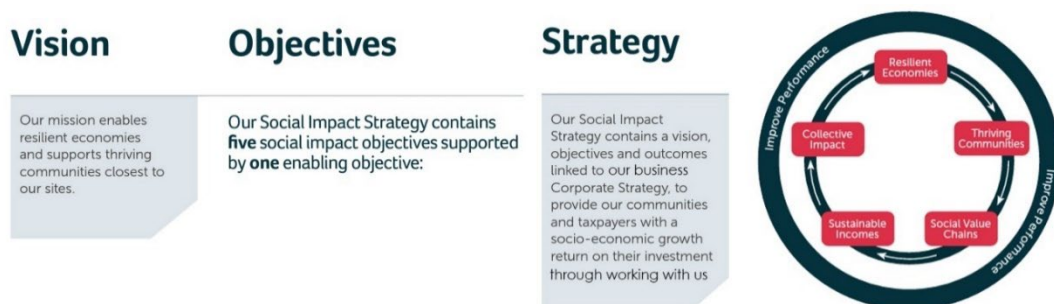 Vision
Our mission enables
resilient economies
and supports thriving
communities closest to
our sites.
Objectives
Our Social Impact Strategy contains
five social impact objectives supported
by one enabling objective:
Strategy
Our Social Impact
Strategy contains a vision,
objectives and outcomes
linked to our business
Corporate Strategy, to
provide our communities
and taxpayers with a
socio-economic growth
return on their investment
through working with us
Improve Performance
Resilient
Economies
Thriving
Communities
Social Value
Chains
Sustainable
Incomes
Collective
Impact
Improve Performance